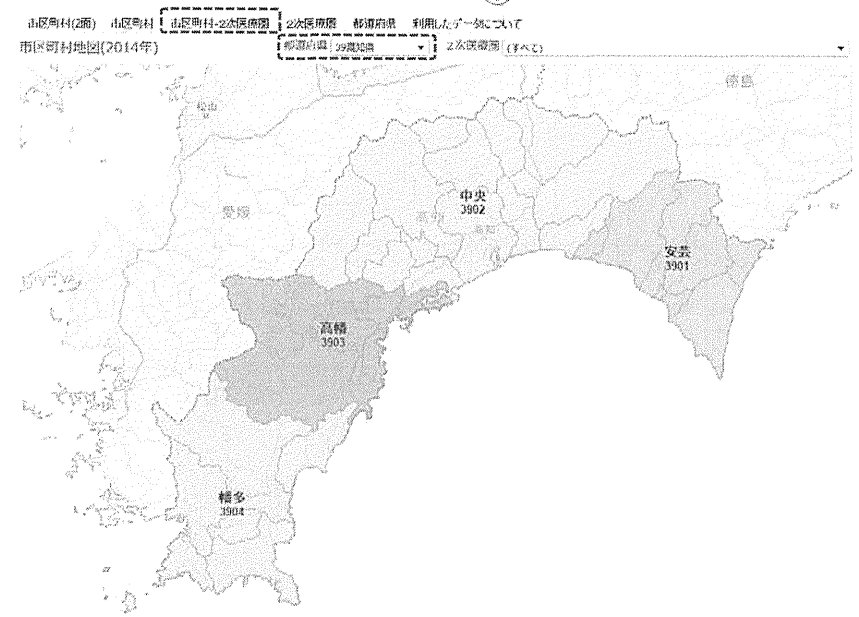 市区町村(2面) 市区町村 市区町村-2次医療圏 2次医療圏 都道府県 利用したデータについて
市区町村地図(2014年) 都道府県 39高知県 2次医療圏 (すべて)
徳島
松山
中央
3902
愛媛
高知
安芸
3901
高幡
3903
幡多
3904